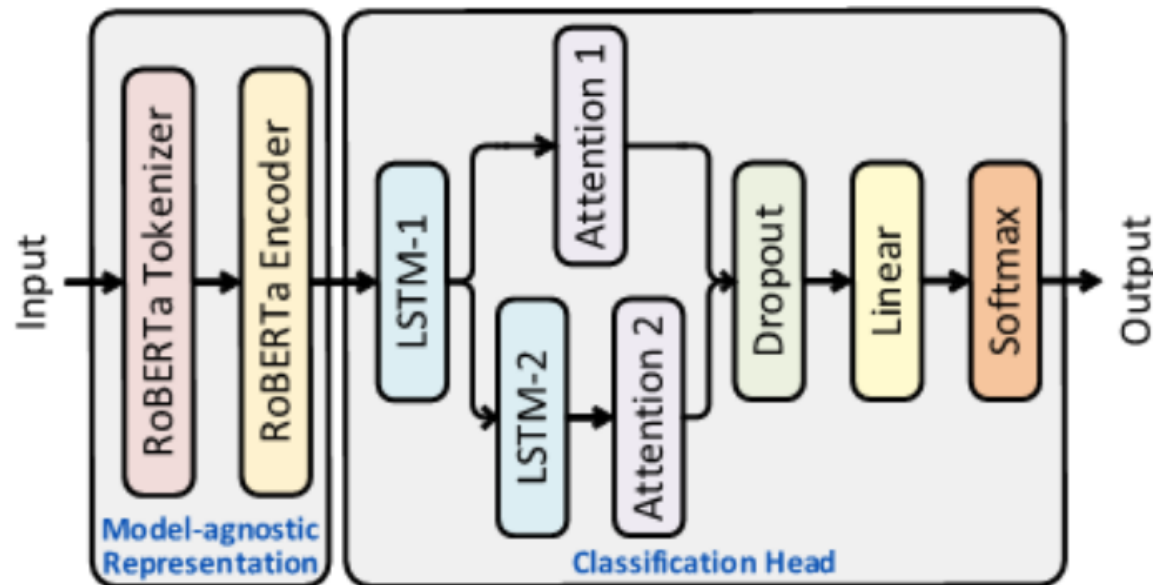 Input
RoBERTa Tokenizer
RoBERTa Encoder
Model-agnostic
Representation
LSTM-1
Attention 1
LSTM-2
Attention 2
Dropout
Linear
Softmax
Classification Head
Output